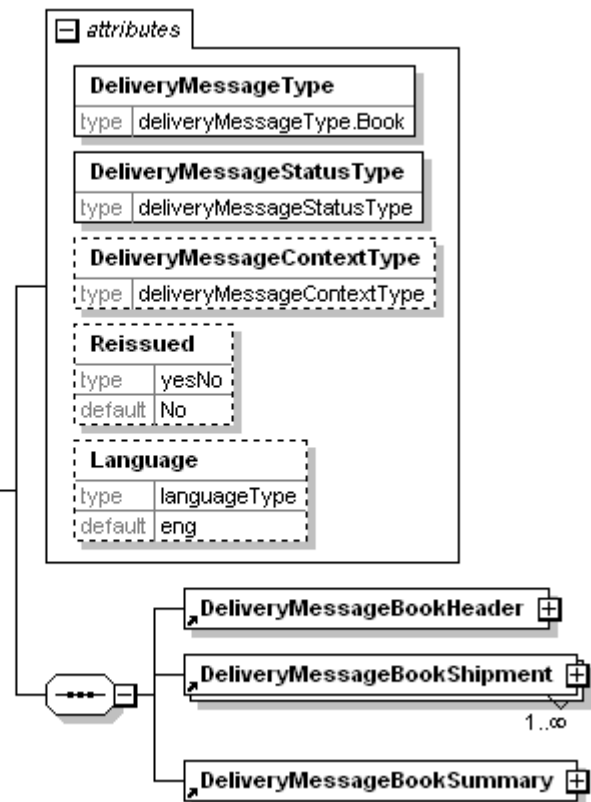 attributes
DeliveryMessageType
type deliveryMessageType.Book
DeliveryMessageStatusType
type deliveryMessageStatusType
DeliveryMessageContextType
type deliveryMessageContextType
Reissued
type yesNo
default No
Language
type languageType
default eng
DeliveryMessageBookHeader
DeliveryMessageBookShipment
1..∞
DeliveryMessageBookSummary